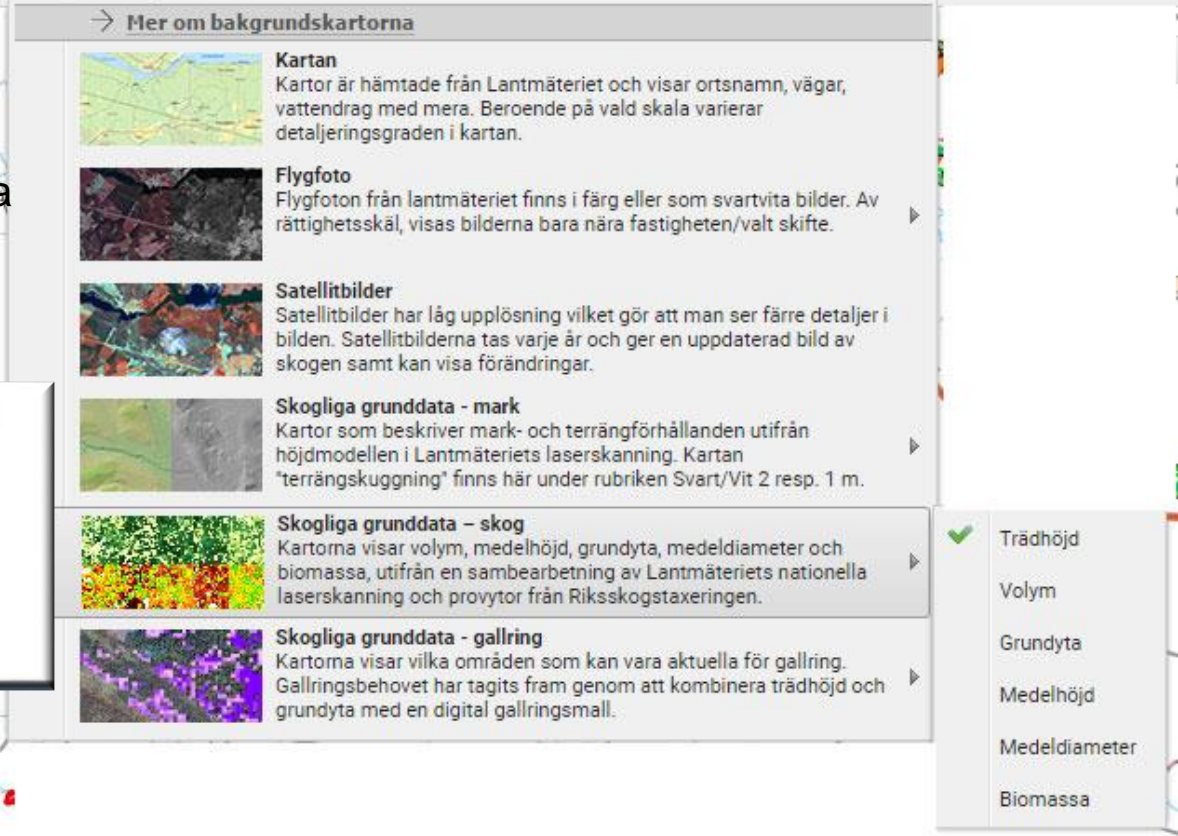 Mer om bakgrundskartorna
Kartan
Kartor är hämtade från Lantmäteriet och visar ortsnamn, vägar,
vattendrag med mera. Beroende på vald skala varierar
detaljeringsgraden i kartan.
a
Flygfoto
Flygfoton från lantmäteriet finns i färg eller som svartvita bilder. Av
rättighetsskäl, visas bilderna bara nära fastigheten/valt skifte.
Satellitbilder
Satellitbilder har låg upplösning vilket gör att man ser färre detaljer i
bilden. Satellitbilderna tas varje år och ger en uppdaterad bild av
skogen samt kan visa förändringar.
Skogliga grunddata - mark
Kartor som beskriver mark- och terrängförhållanden utifrån
höjdmodellen i Lantmäteriets laserskanning. Kartan
"terrängskuggning" finns här under rubriken Svart/Vit 2 resp. 1 m.
Skogliga grunddata – skog
Kartorna visar volym, medelhöjd, grundyta, medeldiameter och
biomassa, utifrån en sambearbetning av Lantmäteriets nationella
laserskanning och provytor från Riksskogstaxeringen.
Skogliga grunddata - gallring
Kartorna visar vilka områden som kan vara aktuella för gallring.
Gallringsbehovet har tagits fram genom att kombinera trädhöjd och
grundyta med en digital gallringsmall.
Trädhöjd
Volym
Grundyta
Medelhöjd
Medeldiameter
Biomassa